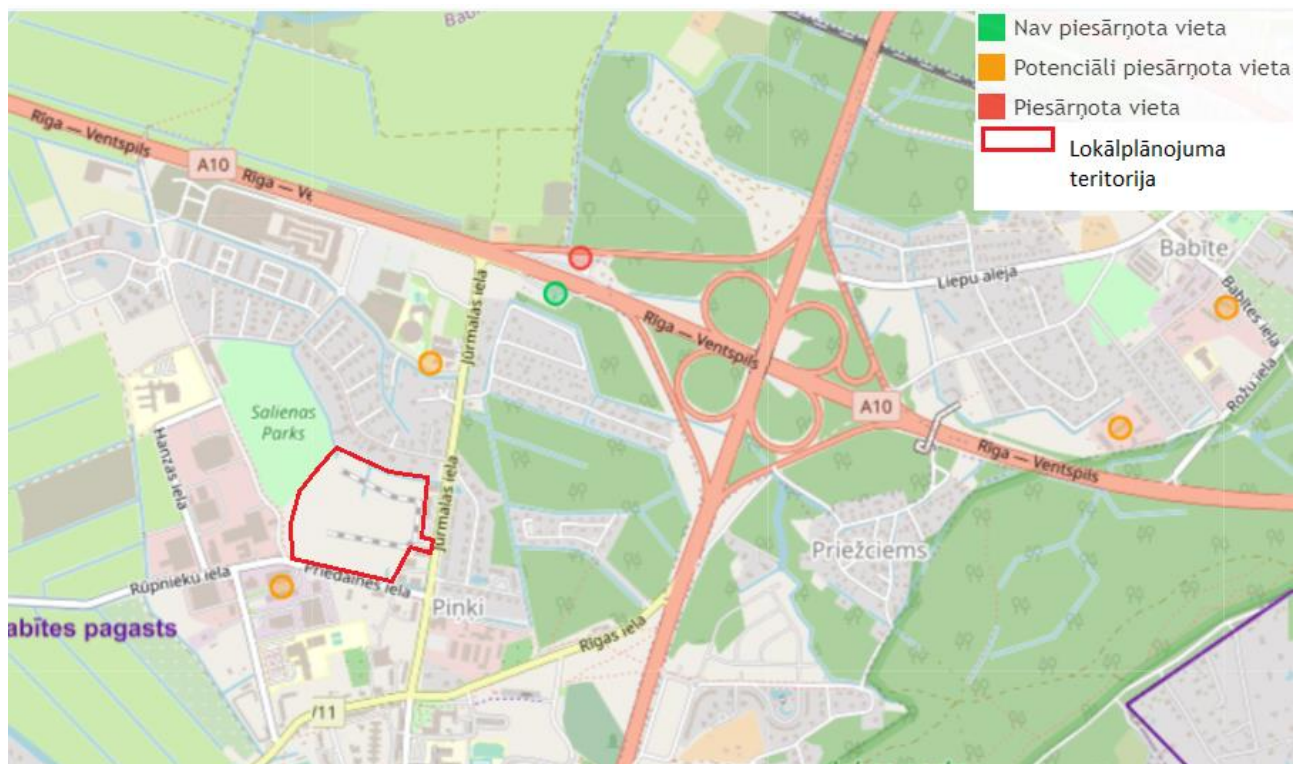 Nav piesārņota vieta
Potenciāli piesārņota vieta
Piesārņota vieta
Lokālplānojuma
teritorija
Rīga — Ventspils
A10
Rīga — Ve
Babīte
Liepu aleja
Babītes iela
Rožu iela
Jūrmalas iela
Rīga — Ventspils
A10
Rīga — Ventspils
Salienas
Parks
Hanzas iela
Jūrmalas iela
Priežciems
Rūpnieku iela
Priedaines iela
Piņķi
abītes pagasts
Rīgas iela
/11